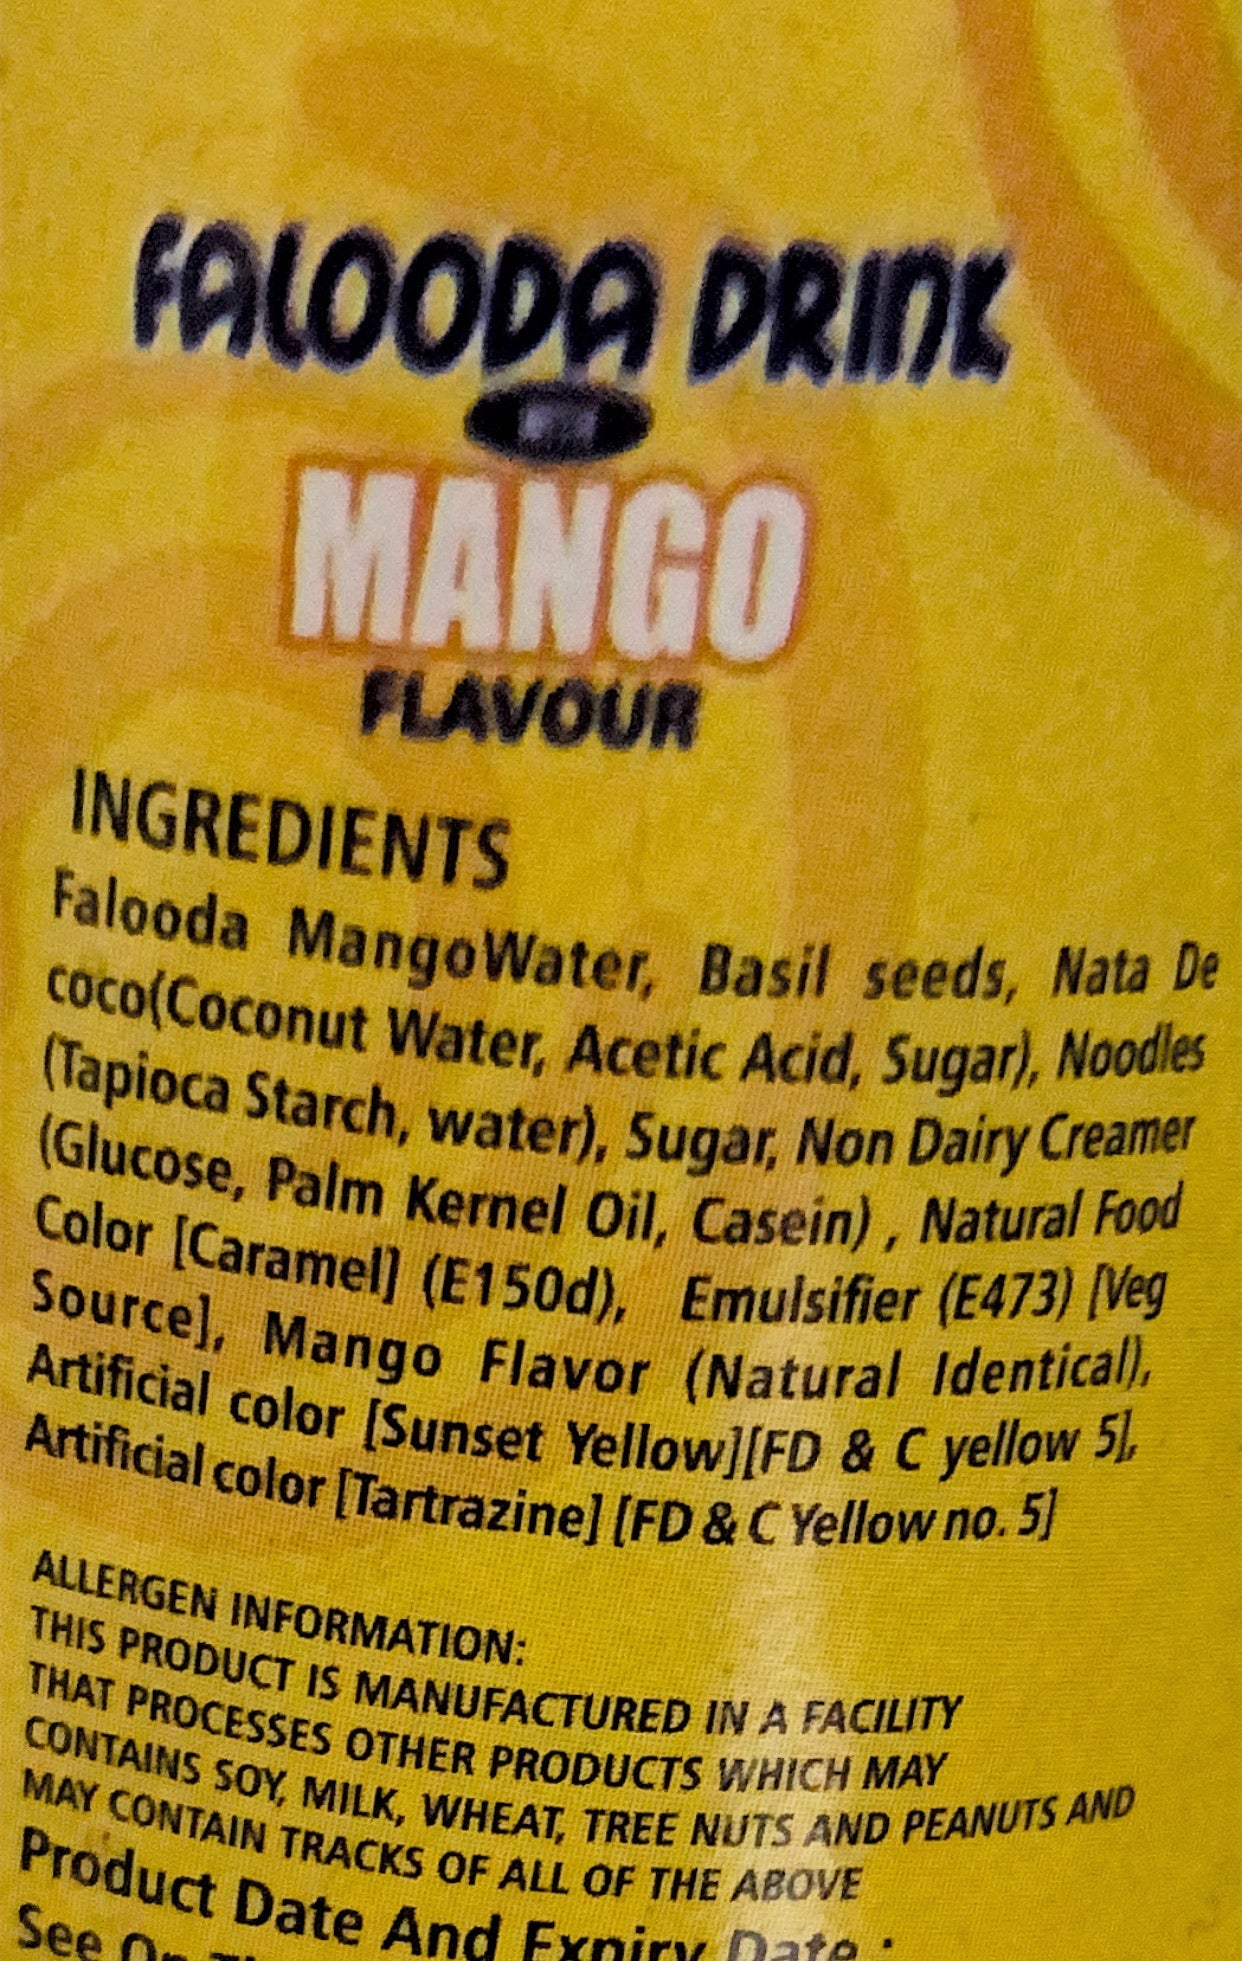 FALOODA DRINK
MANGO
FLAVOUR
INGREDIENTS
Falooda MangoWater, Basil seeds, Nata De
coco(Coconut Water, Acetic Acid, Sugar), Noodles
(Tapioca Starch, water), Sugar, Non Dairy Creamer
(Glucose, Palm Kernel Oil, Casein) , Natural Food
Color [Caramel] (E150d), Emulsifier (E473) [Veg
Source], Mango Flavor (Natural Identical),
Artificial color [Sunset Yellow][FD & C yellow 5],
Artificial color [Tartrazine] [FD & C Yellow no. 5]
ALLERGEN INFORMATION:
THIS PRODUCT IS MANUFACTURED IN A FACILITY
THAT PROCESSES OTHER PRODUCTS WHICH MAY
CONTAINS SOY, MILK, WHEAT, TREE NUTS AND PEANUTS AND
MAY CONTAIN TRACKS OF ALL OF THE ABOVE
Product Date And Expiry Date :
See On